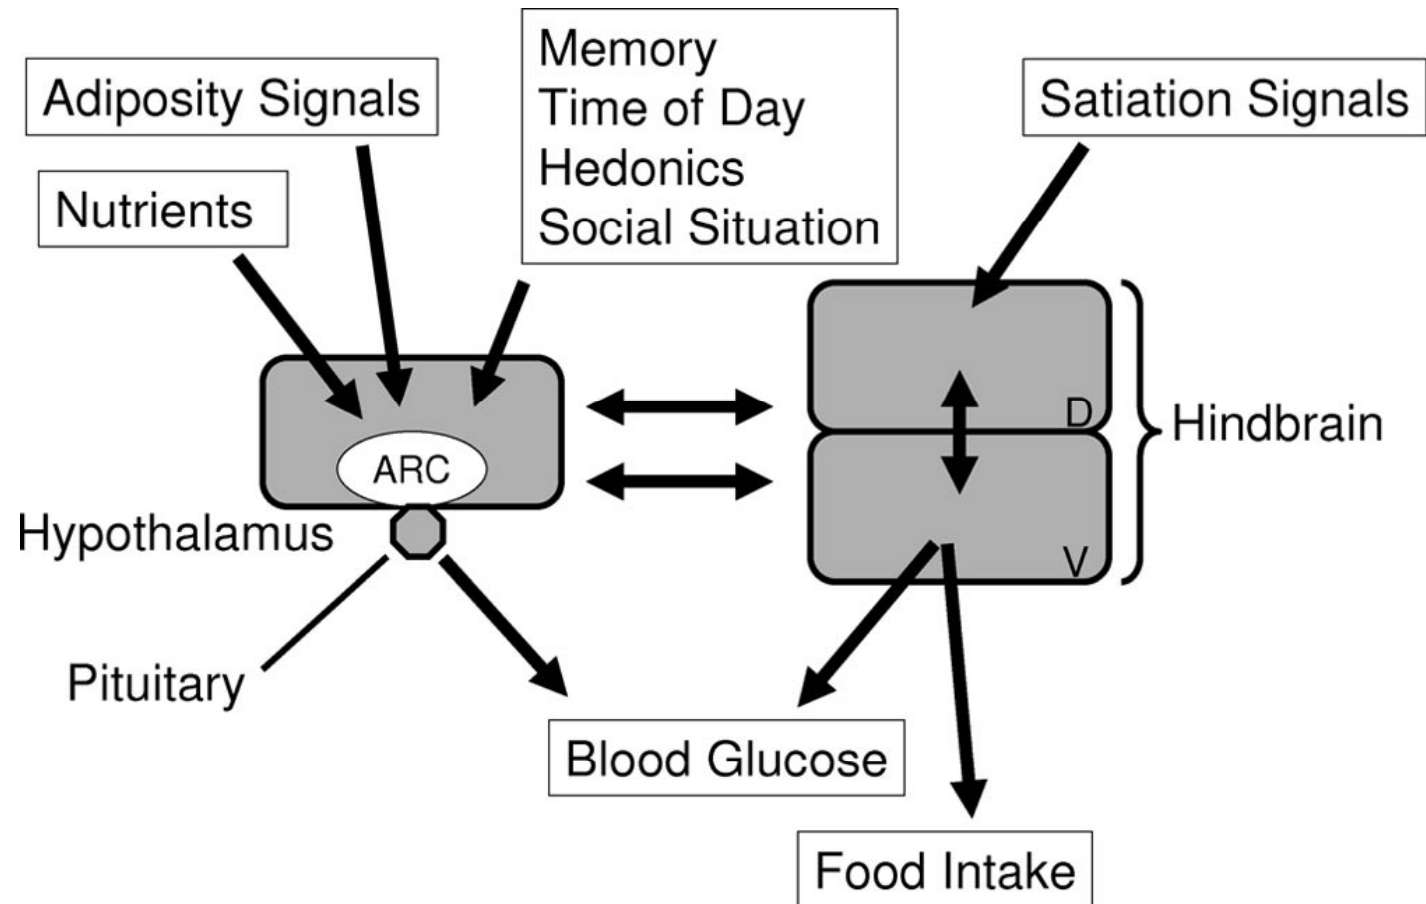 Adiposity Signals
Nutrients
Memory
Time of Day
Hedonics
Social Situation
Satiation Signals
ARC
Hypothalamus
Pituitary
D
V
Hindbrain
Blood Glucose
Food Intake